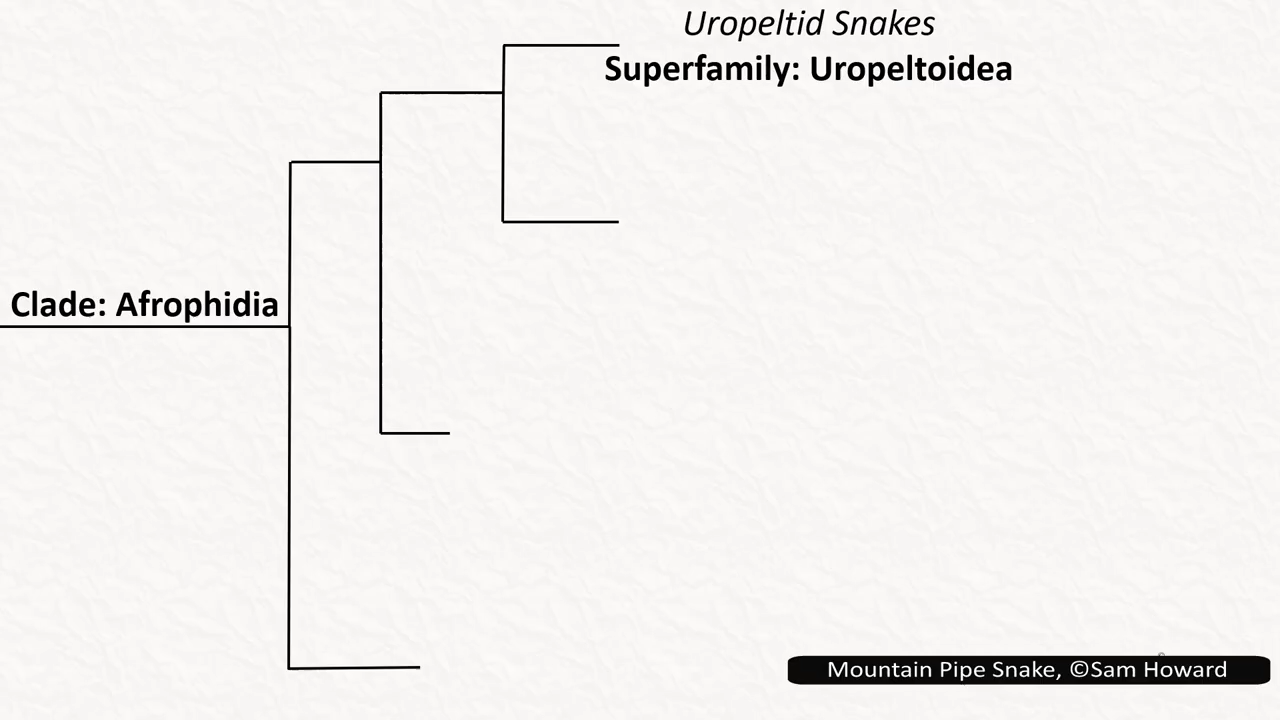 Uropeltid Snakes
Superfamily: Uropeltoidea
Clade: Afrophidia
Mountain Pipe Snake, ©Sam Howard